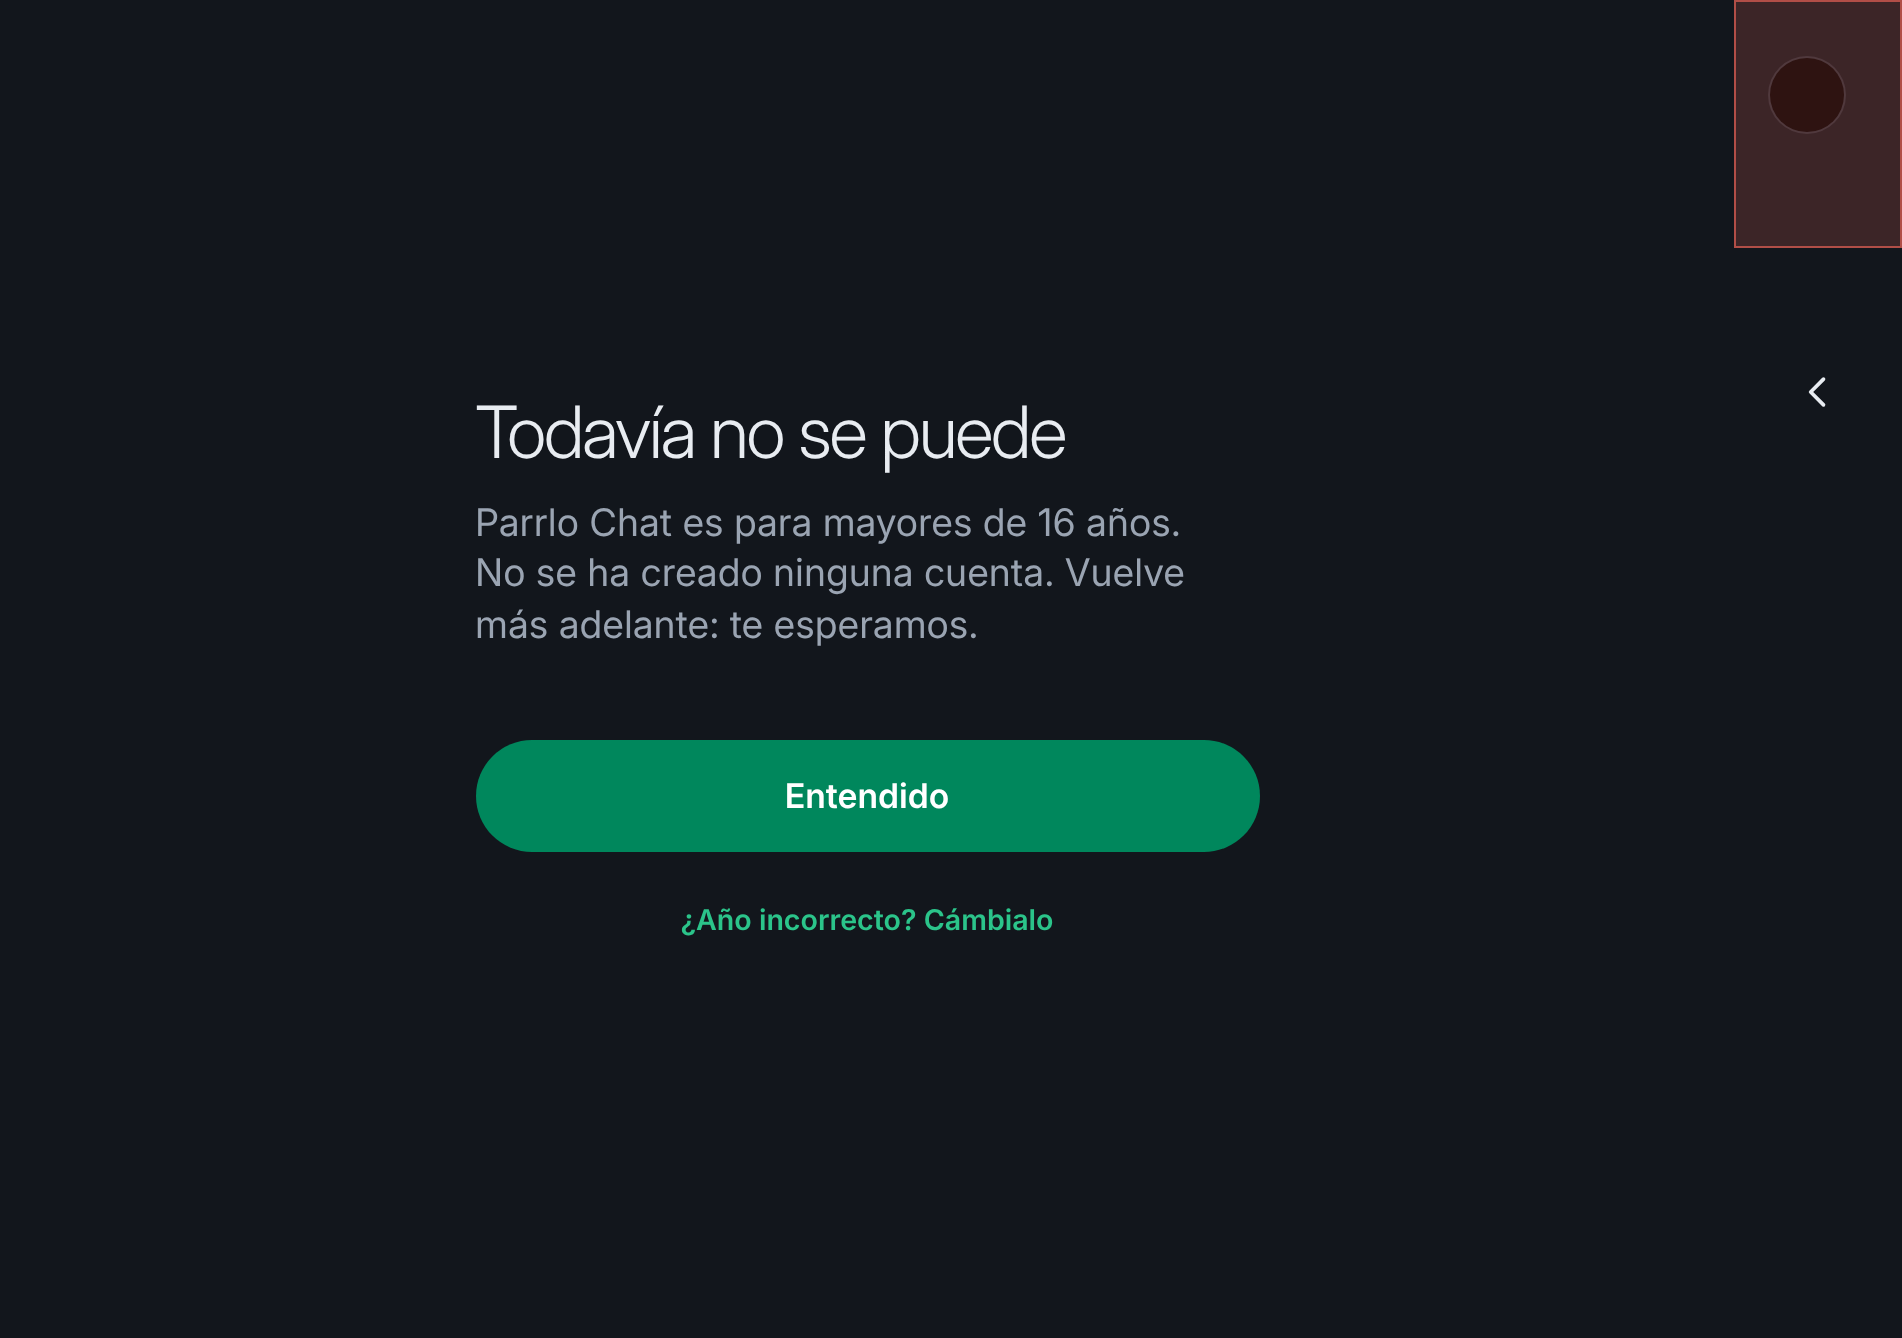 Todavía no se puede
Parrlo Chat es para mayores de 16 años.
No se ha creado ninguna cuenta. Vuelve
más adelante: te esperamos.
Entendido
¿Año incorrecto? Cámbialo